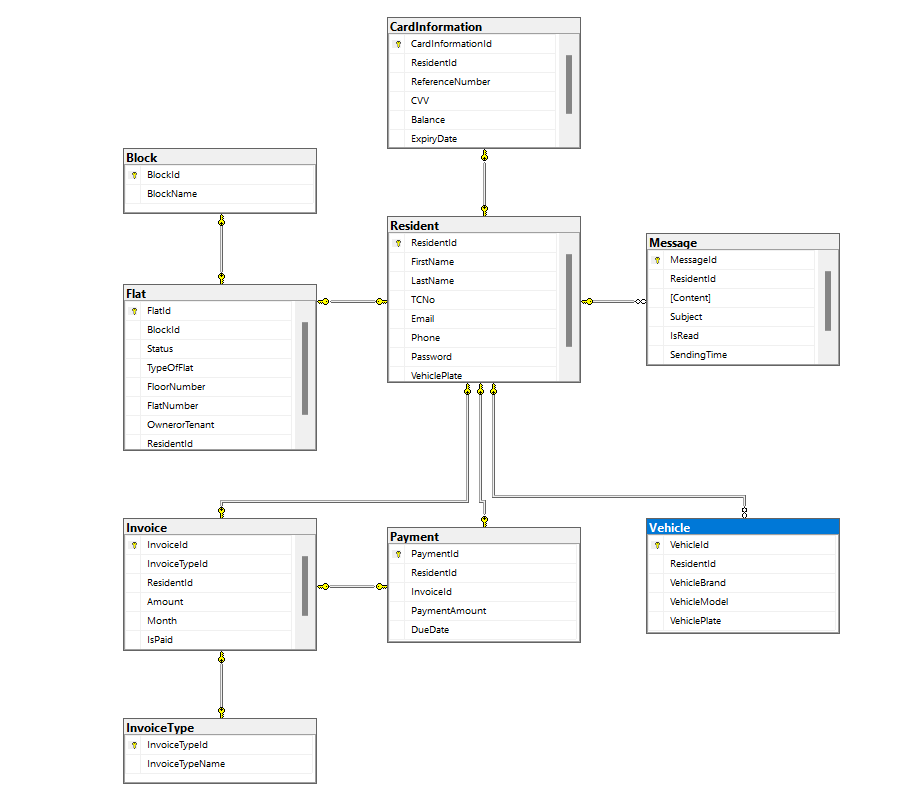 CardInformation
CardInformationId
ResidentId
ReferenceNumber
CVV
Balance
ExpiryDate
Block
BlockId
BlockName
Resident
ResidentId
FirstName
LastName
TCNo
Email
Phone
Password
VehiclePlate
Message
MessageId
ResidentId
[Content]
Subject
IsRead
SendingTime
Flat
FlatId
BlockId
Status
TypeOfFlat
FloorNumber
FlatNumber
OwnerorTenant
ResidentId
Invoice
InvoiceId
InvoiceTypeId
ResidentId
Amount
Month
IsPaid
Payment
PaymentId
ResidentId
InvoiceId
PaymentAmount
DueDate
Vehicle
VehicleId
ResidentId
VehicleBrand
VehicleModel
VehiclePlate
InvoiceType
InvoiceTypeId
InvoiceTypeName